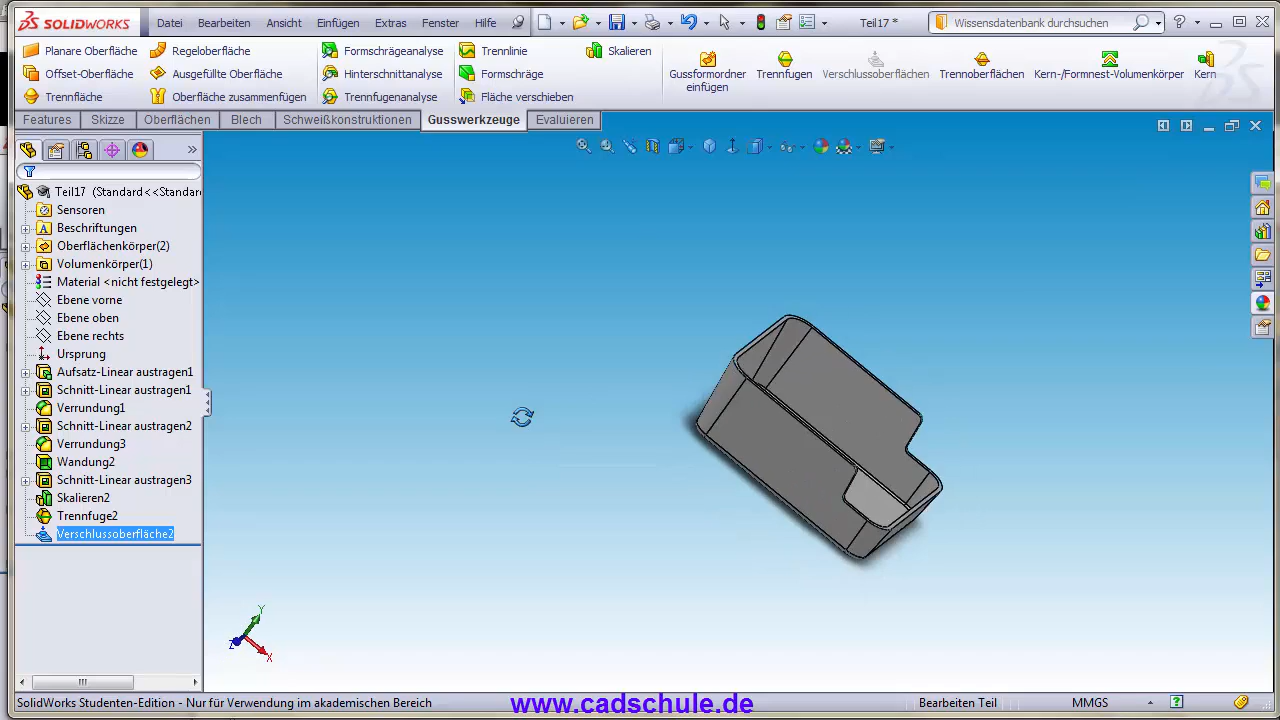 SOLIDWORKS Datei Bearbeiten Ansicht Einfügen Extras Fenster Hilfe Teil17 * Wissensdatenbank durchsuchen
Planare Oberfläche Regeloberfläche Formschrägeanalyse Trennlinie Skalieren
Offset-Oberfläche Ausgefüllte Oberfläche Hinterschnittanalyse Formschräge
Trennfläche Oberfläche zusammenfügen Trennfugenanalyse Fläche verschieben
Gussformordner einfügen Trennfugen Verschlussoberflächen Trennoberflächen Kern-/Formnest-Volumenkörper Kern
Features Skizze Oberflächen Blech Schweißkonstruktionen Gusswerkzeuge Evaluieren
Teil17 (Standard<<Standard
Sensoren
Beschriftungen
Oberflächenkörper(2)
Volumenkörper(1)
Material <nicht festgelegt>
Ebene vorne
Ebene oben
Ebene rechts
Ursprung
Aufsatz-Linear austragen1
Schnitt-Linear austragen1
Verrundung1
Schnitt-Linear austragen2
Verrundung3
Wandung2
Schnitt-Linear austragen3
Skalieren2
Trennfuge2
Verschlussoberfläche2
Y
Z
X
SolidWorks Studenten-Edition - Nur für Verwendung im akademischen Bereich www.cadschule.de Bearbeiten Teil MMGS